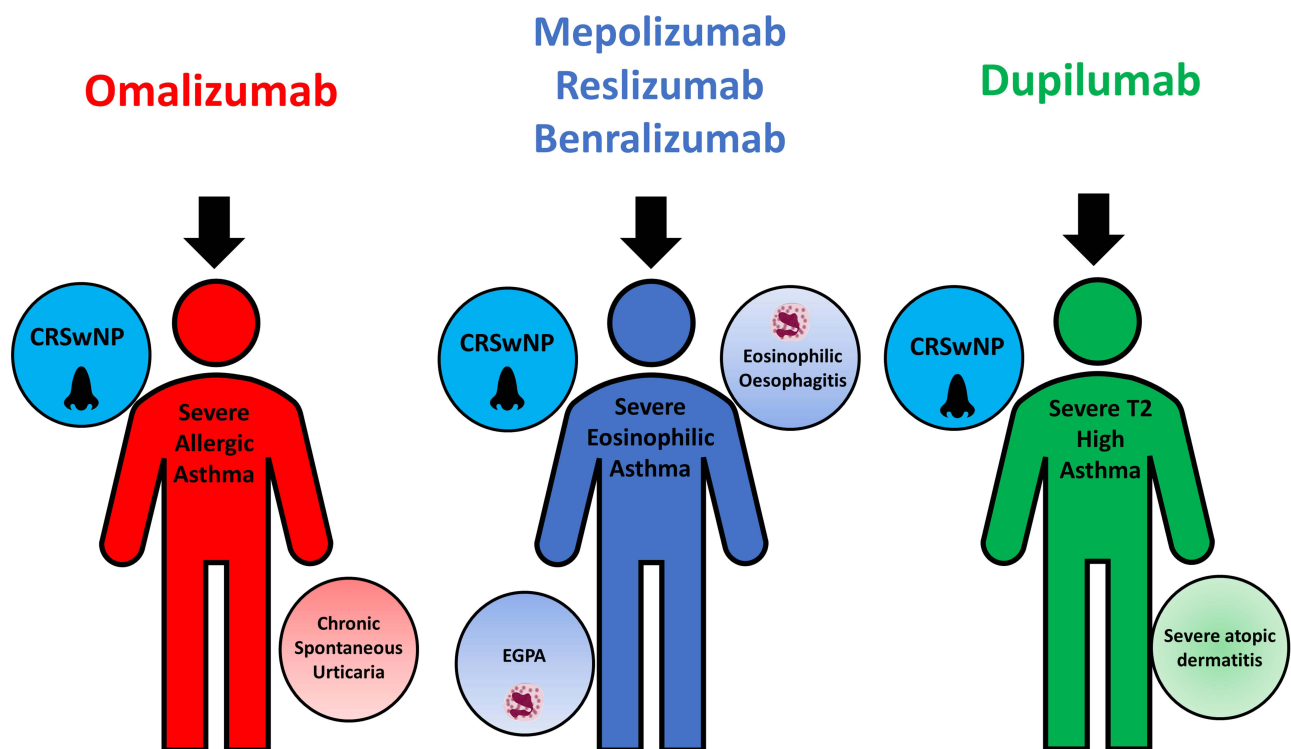 Omalizumab
Mepolizumab
Reslizumab
Benralizumab
Dupilumab
CRSwNP
Severe
Allergic
Asthma
Chronic
Spontaneous
Urticaria
CRSwNP
Eosinophilic
Oesophagitis
Severe
Eosinophilic
Asthma
EGPA
CRSwNP
Severe T2
High
Asthma
Severe atopic
dermatitis